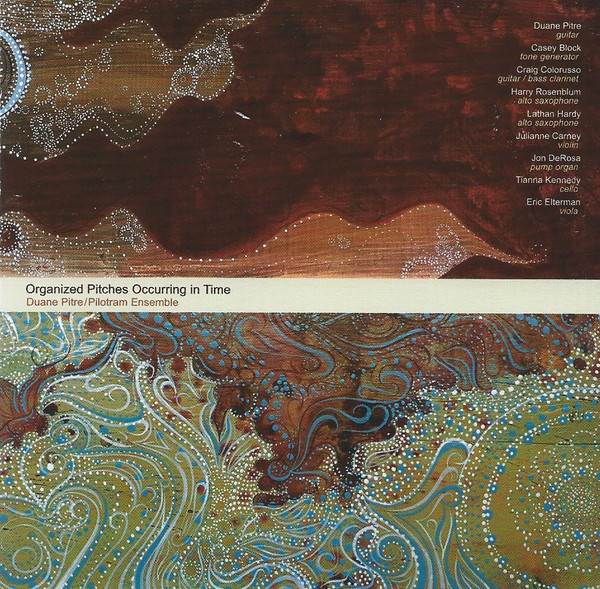 Duane Pitre
guitar
Casey Block
tone generator
Craig Colorusso
guitar / bass clarinet
Harry Rosenblum
alto saxophone
Lathan Hardy
alto saxophone
Julianne Carney
violin
Jon DeRosa
pump organ
Tianna Kennedy
cello
Eric Elterman
viola
Organized Pitches Occurring in Time
Duane Pitre/Pilotram Ensemble